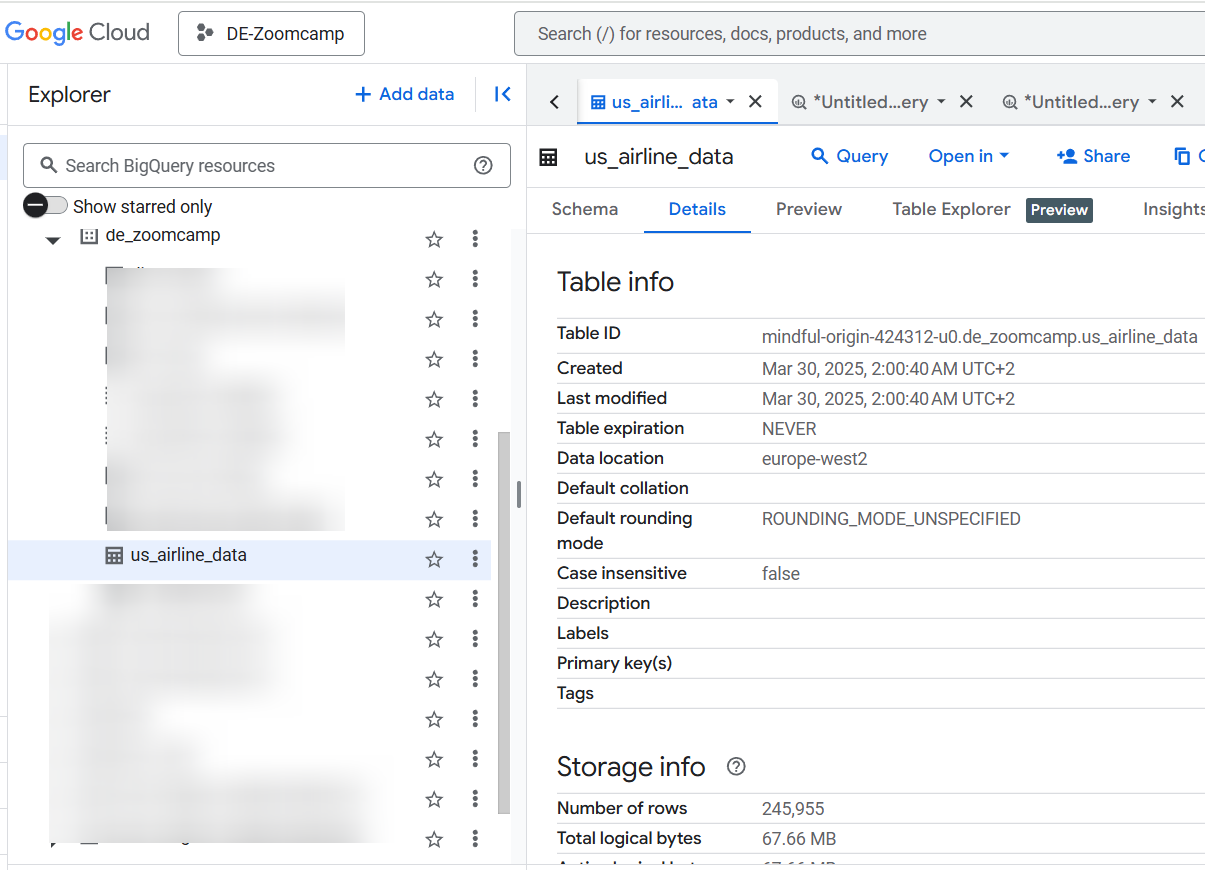 Google Cloud
DE-Zoomcamp
Search (/) for resources, docs, products, and more
Explorer
+ Add data
Search BigQuery resources
Show starred only
de_zoomcamp
us_airline_data
us_airli... ata
*Untitled...ery
*Untitled...ery
us_airline_data
Query
Open in
Share
Schema
Details
Preview
Table Explorer
Preview
Insights
Table info
Table ID mindful-origin-424312-u0.de_zoomcamp.us_airline_data
Created Mar 30, 2025, 2:00:40 AM UTC+2
Last modified Mar 30, 2025, 2:00:40 AM UTC+2
Table expiration NEVER
Data location europe-west2
Default collation
Default rounding ROUNDING_MODE_UNSPECIFIED
mode
Case insensitive false
Description
Labels
Primary key(s)
Tags
Storage info
Number of rows 245,955
Total logical bytes 67.66 MB